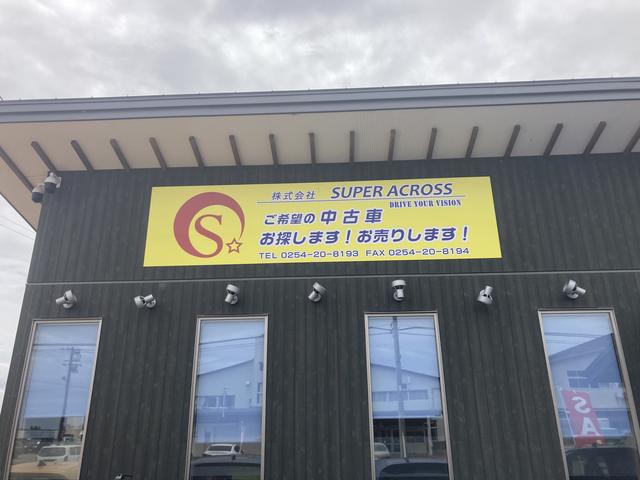 株式会社 SUPER ACROSS
DRIVE YOUR VISION
S
ご希望の中古車
お探します！お売りします！
TEL 0254-20-8193 FAX 0254-20-8194
SA